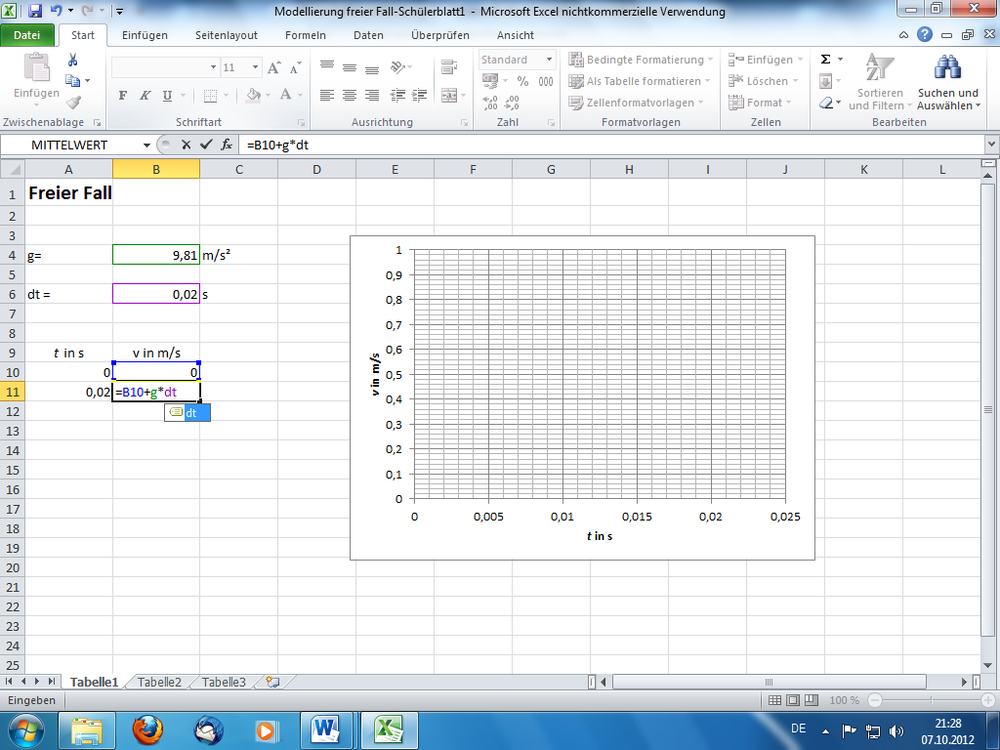 Modellierung freier Fall-Schülerblatt1 - Microsoft Excel nichtkommerzielle Verwendung
Datei Start Einfügen Seitenlayout Formeln Daten Überprüfen Ansicht
Einfügen
Zwischenablage
11
F K U
Schriftart
Ausrichtung
Standard
% 000
Zahl
Bedingte Formatierung
Als Tabelle formatieren
Zellenformatvorlagen
Formatvorlagen
Einfügen
Löschen
Format
Zellen
Sortieren und Filtern
Suchen und Auswählen
Bearbeiten
MITTELWERT fx =B10+g*dt
A B C D E F G H I J K L
1 Freier Fall
2
3
4 g= 9,81 m/s²
5
6 dt = 0,02 s
7
8
9 t in s v in m/s
10 0 0
11 0,02 =B10+g*dt
12 dt
13
14
15
16
17
18
19
20
21
22
23
24
25
1
0,9
0,8
0,7
0,6
0,5
0,4
0,3
0,2
0,1
0
v in m/s
0 0,005 0,01 0,015 0,02 0,025
t in s
Tabelle1 Tabelle2 Tabelle3
Eingeben 100 %
DE 21:28
07.10.2012